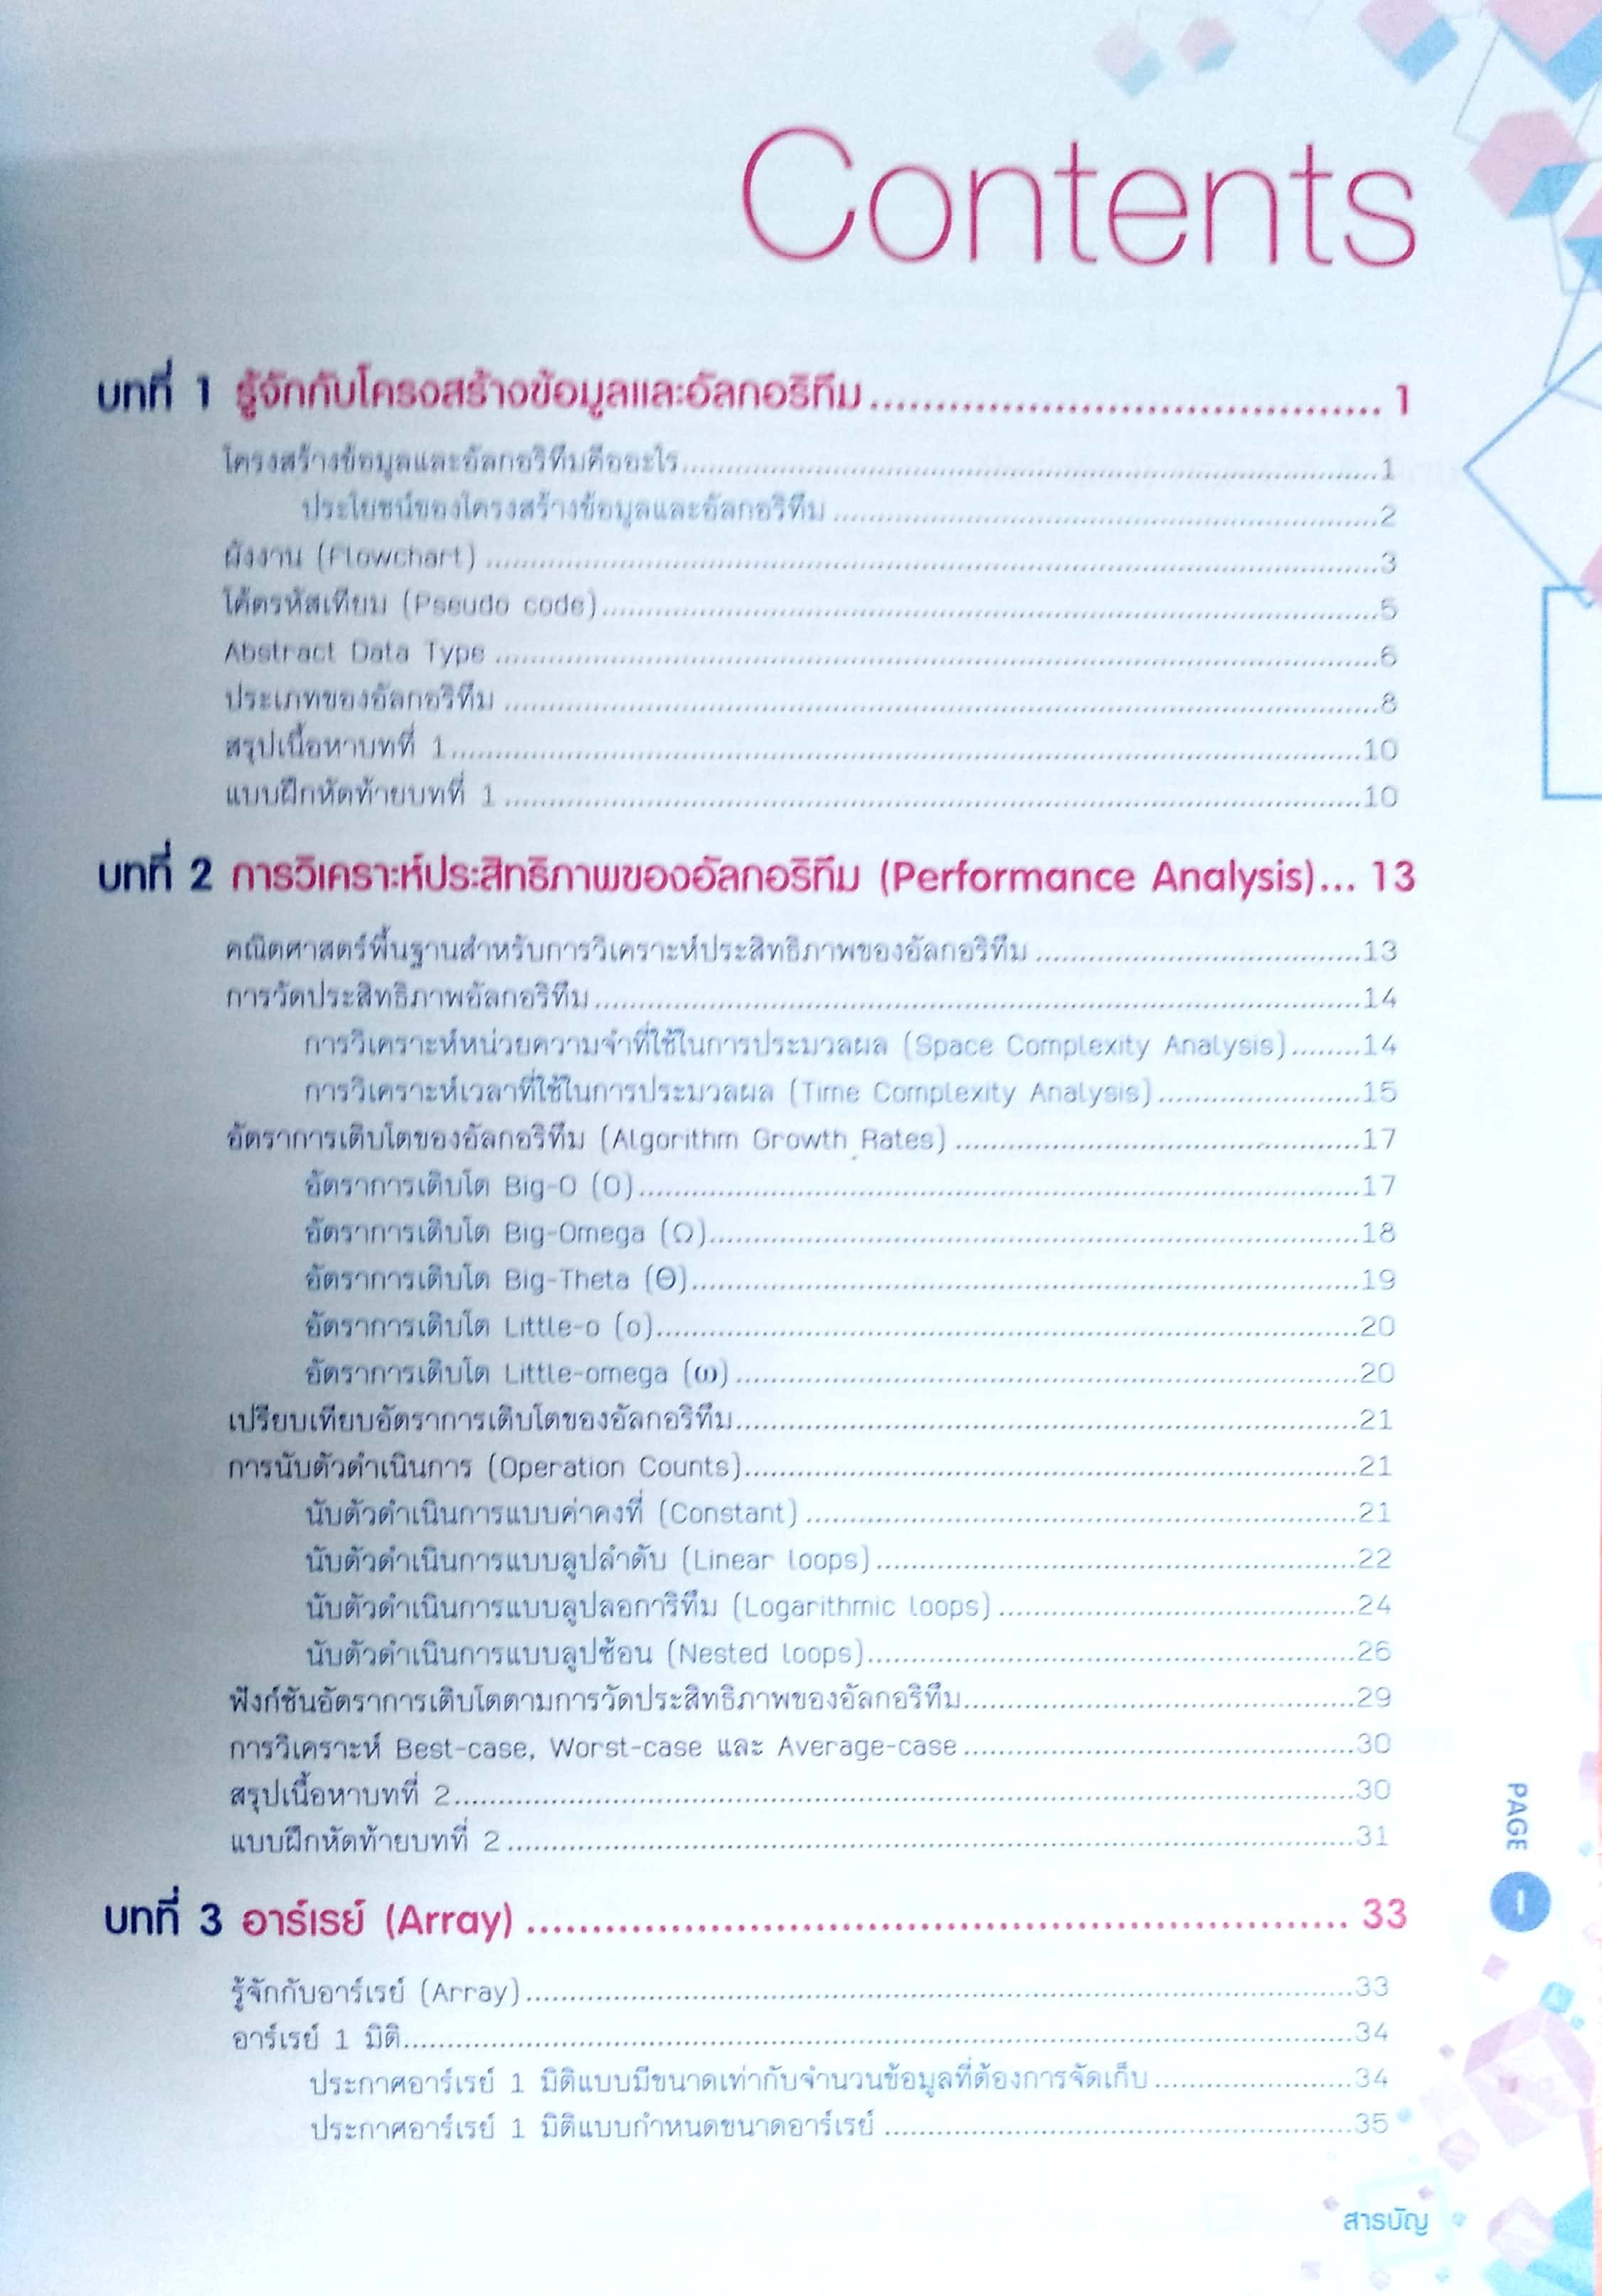 Contents
บทที่ 1 รู้จักกับโครงสร้างข้อมูลและอัลกอริทึม ..................................... 1
โครงสร้างข้อมูลและอัลกอริทึมคืออะไร ..................................... 1
ประโยชน์ของโครงสร้างข้อมูลและอัลกอริทึม ..................................... 2
ผังงาน (Flowchart) ..................................... 3
โค้ดรหัสเทียม (Pseudo code) ..................................... 5
Abstract Data Type ..................................... 6
ประเภทของอัลกอริทึม ..................................... 8
สรุปเนื้อหาบทที่ 1 ..................................... 10
แบบฝึกหัดท้ายบทที่ 1 ..................................... 10
บทที่ 2 การวิเคราะห์ประสิทธิภาพของอัลกอริทึม (Performance Analysis) ... 13
คณิตศาสตร์พื้นฐานสำหรับการวิเคราะห์ประสิทธิภาพของอัลกอริทึม ..................................... 13
การวัดประสิทธิภาพอัลกอริทึม ..................................... 14
การวิเคราะห์หน่วยความจำที่ใช้ในการประมวลผล (Space Complexity Analysis) ........ 14
การวิเคราะห์เวลาที่ใช้ในการประมวลผล (Time Complexity Analysis) ....................... 15
อัตราการเติบโตของอัลกอริทึม (Algorithm Growth Rates) ..................................... 17
อัตราการเติบโต Big-O (O) ..................................... 17
อัตราการเติบโต Big-Omega (Ω) ..................................... 18
อัตราการเติบโต Big-Theta (Θ) ..................................... 19
อัตราการเติบโต Little-o (o) ..................................... 20
อัตราการเติบโต Little-omega (ω) ..................................... 20
เปรียบเทียบอัตราการเติบโตของอัลกอริทึม ..................................... 21
การนับตัวดำเนินการ (Operation Counts) ..................................... 21
นับตัวดำเนินการแบบค่าคงที่ (Constant) ..................................... 21
นับตัวดำเนินการแบบลูปลำดับ (Linear loops) ..................................... 22
นับตัวดำเนินการแบบลูปลอการิทึม (Logarithmic loops) ..................................... 24
นับตัวดำเนินการแบบลูปซ้อน (Nested loops) ..................................... 26
ฟังก์ชันอัตราการเติบโตตามการวัดประสิทธิภาพของอัลกอริทึม ..................................... 29
การวิเคราะห์ Best-case, Worst-case และ Average-case ..................................... 30
สรุปเนื้อหาบทที่ 2 ..................................... 30
แบบฝึกหัดท้ายบทที่ 2 ..................................... 31
บทที่ 3 อาร์เรย์ (Array) ..................................... 33
รู้จักกับอาร์เรย์ (Array) ..................................... 33
อาร์เรย์ 1 มิติ ..................................... 34
ประกาศอาร์เรย์ 1 มิติแบบมีขนาดเท่ากับจำนวนข้อมูลที่ต้องการจัดเก็บ ....................... 34
ประกาศอาร์เรย์ 1 มิติแบบกำหนดขนาดอาร์เรย์ ..................................... 35
PAGE
I
สารบัญ